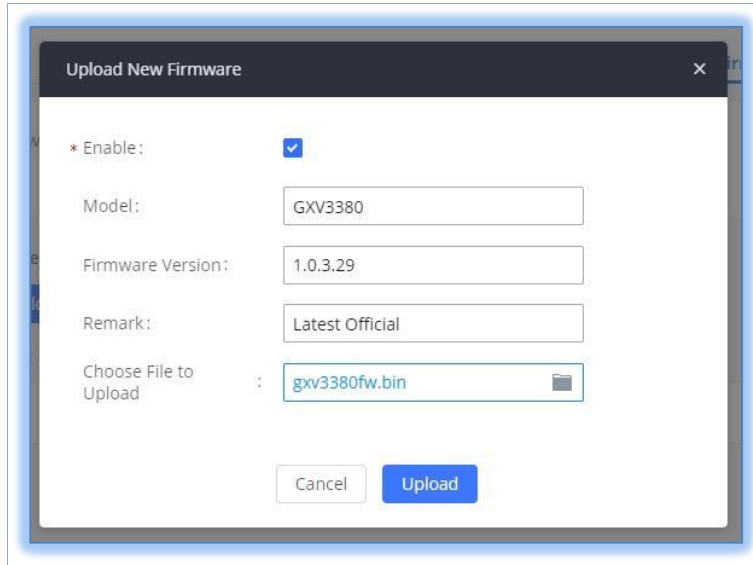 Upload New Firmware ×
* Enable:
Model: GXV3380
Firmware Version: 1.0.3.29
Remark: Latest Official
Choose File to
Upload : gxv3380fw.bin
Cancel Upload